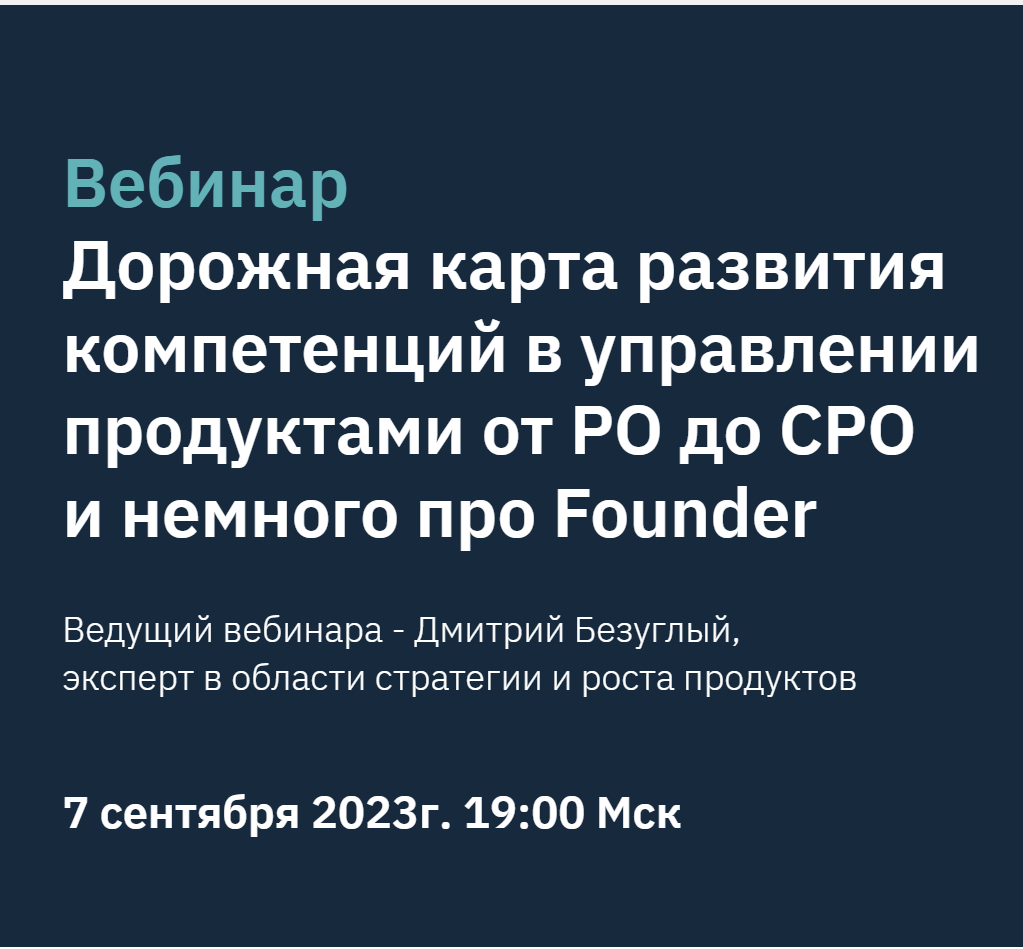 Вебинар
Дорожная карта развития
компетенций в управлении
продуктами от PO до CPO
и немного про Founder
Ведущий вебинара - Дмитрий Безуглый,
эксперт в области стратегии и роста продуктов
7 сентября 2023г. 19:00 Мск